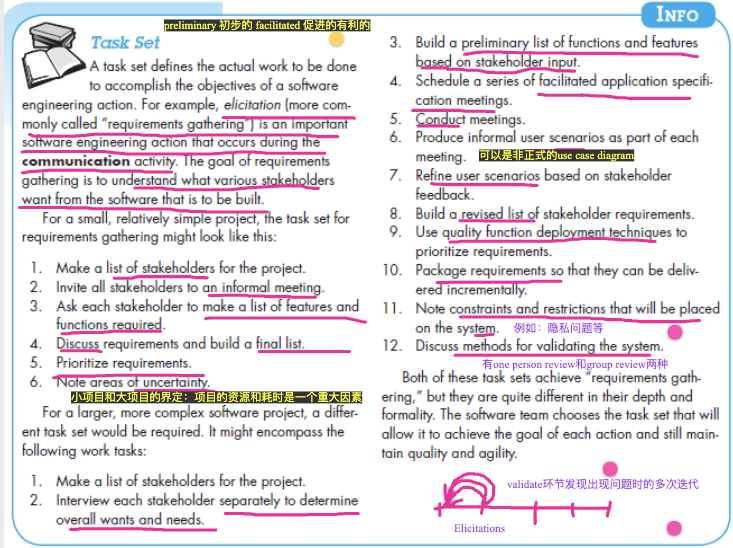 INFO
preliminary 初步的 facilitated 促进的有利的
Task Set
A task set defines the actual work to be done
to accomplish the objectives of a software
engineering action. For example, elicitation (more com-
monly called “requirements gathering”) is an important
software engineering action that occurs during the
communication activity. The goal of requirements
gathering is to understand what various stakeholders
want from the software that is to be built.
For a small, relatively simple project, the task set for
requirements gathering might look like this:
1. Make a list of stakeholders for the project.
2. Invite all stakeholders to an informal meeting.
3. Ask each stakeholder to make a list of features and
functions required.
4. Discuss requirements and build a final list.
5. Prioritize requirements.
6. Note areas of uncertainty.
小项目和大项目的界定：项目的资源和耗时是一个重大因素
For a larger, more complex software project, a differ-
ent task set would be required. It might encompass the
following work tasks:
1. Make a list of stakeholders for the project.
2. Interview each stakeholder separately to determine
overall wants and needs.
3. Build a preliminary list of functions and features
based on stakeholder input.
4. Schedule a series of facilitated application specifi-
cation meetings.
5. Conduct meetings.
6. Produce informal user scenarios as part of each
meeting.
可以是非正式的use case diagram
7. Refine user scenarios based on stakeholder
feedback.
8. Build a revised list of stakeholder requirements.
9. Use quality function deployment techniques to
prioritize requirements.
10. Package requirements so that they can be deliv-
ered incrementally.
11. Note constraints and restrictions that will be placed
on the system.
例如：隐私问题等
12. Discuss methods for validating the system.
有one person review和group review两种
Both of these task sets achieve “requirements gath-
ering,” but they are quite different in their depth and
formality. The software team chooses the task set that will
allow it to achieve the goal of each action and still main-
tain quality and agility.
validate环节发现出现问题时的多次迭代
Elicitations